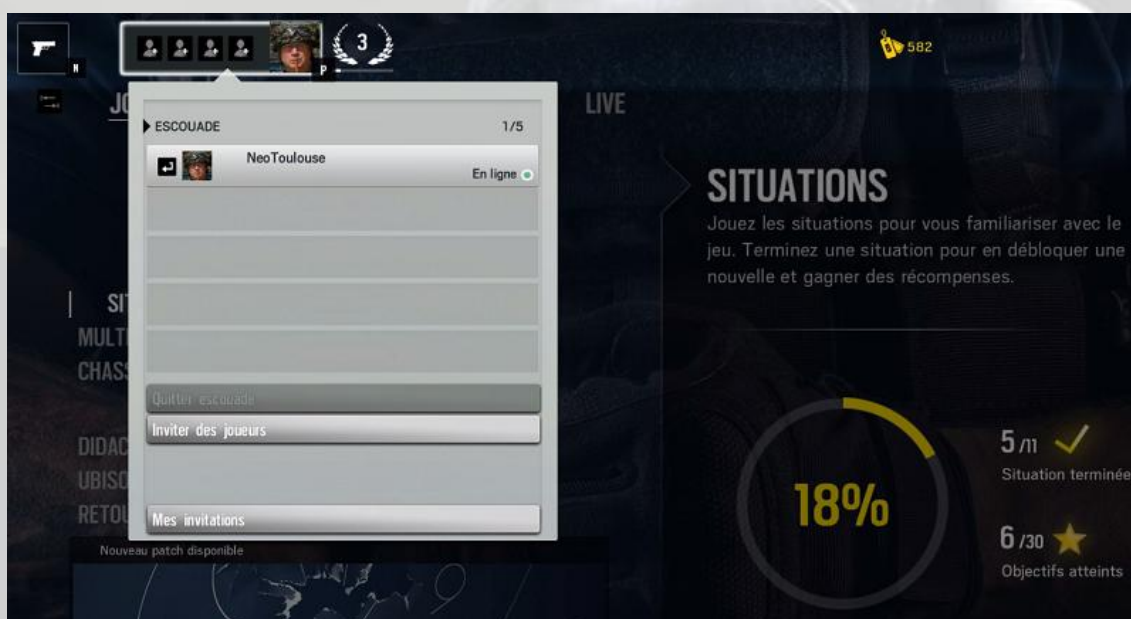 3
582
N
P
JO
LIVE
ESCOUADE 1/5
NeoToulouse
En ligne
SITUATIONS
Jouez les situations pour vous familiariser avec le
jeu. Terminez une situation pour en débloquer une
nouvelle et gagner des récompenses.
SIT
MULTI
CHASS
Quitter escouade
Inviter des joueurs
DIDAC
UBISO
RETOU
Mes invitations
Nouveau patch disponible
18%
5/11
Situation terminée
6/30
Objectifs atteints